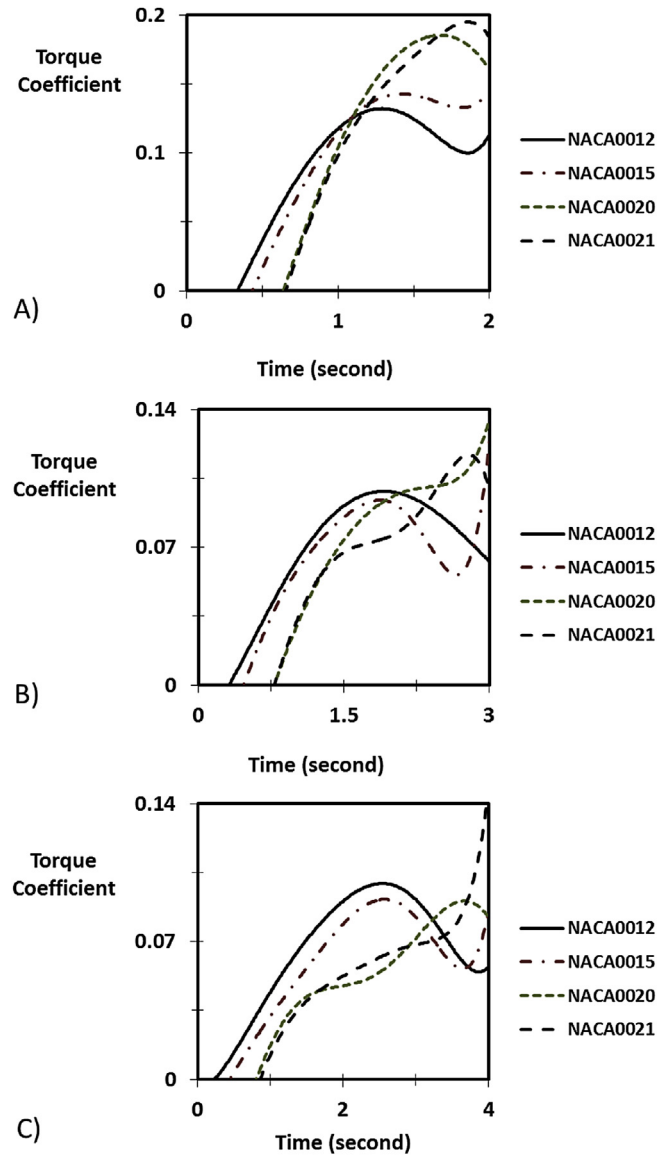 0.2
Torque
Coefficient
0.1
0
0
1
2
NACA0012
NACA0015
NACA0020
NACA0021
A)
Time (second)
0.14
Torque
Coefficient
0.07
0
0
1.5
3
NACA0012
NACA0015
NACA0020
NACA0021
B)
Time (second)
0.14
Torque
Coefficient
0.07
0
0
2
4
NACA0012
NACA0015
NACA0020
NACA0021
C)
Time (second)